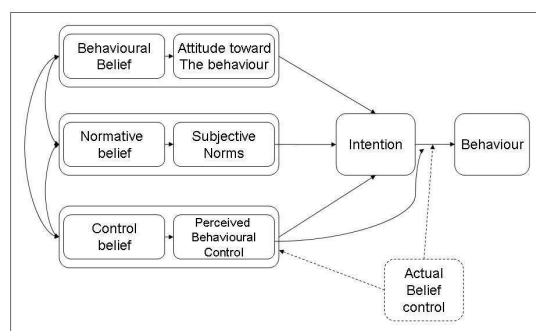 Behavioural
Belief
Attitude toward
The behaviour
Normative
belief
Subjective
Norms
Intention
Behaviour
Control
belief
Perceived
Behavioural
Control
Actual
Belief
control